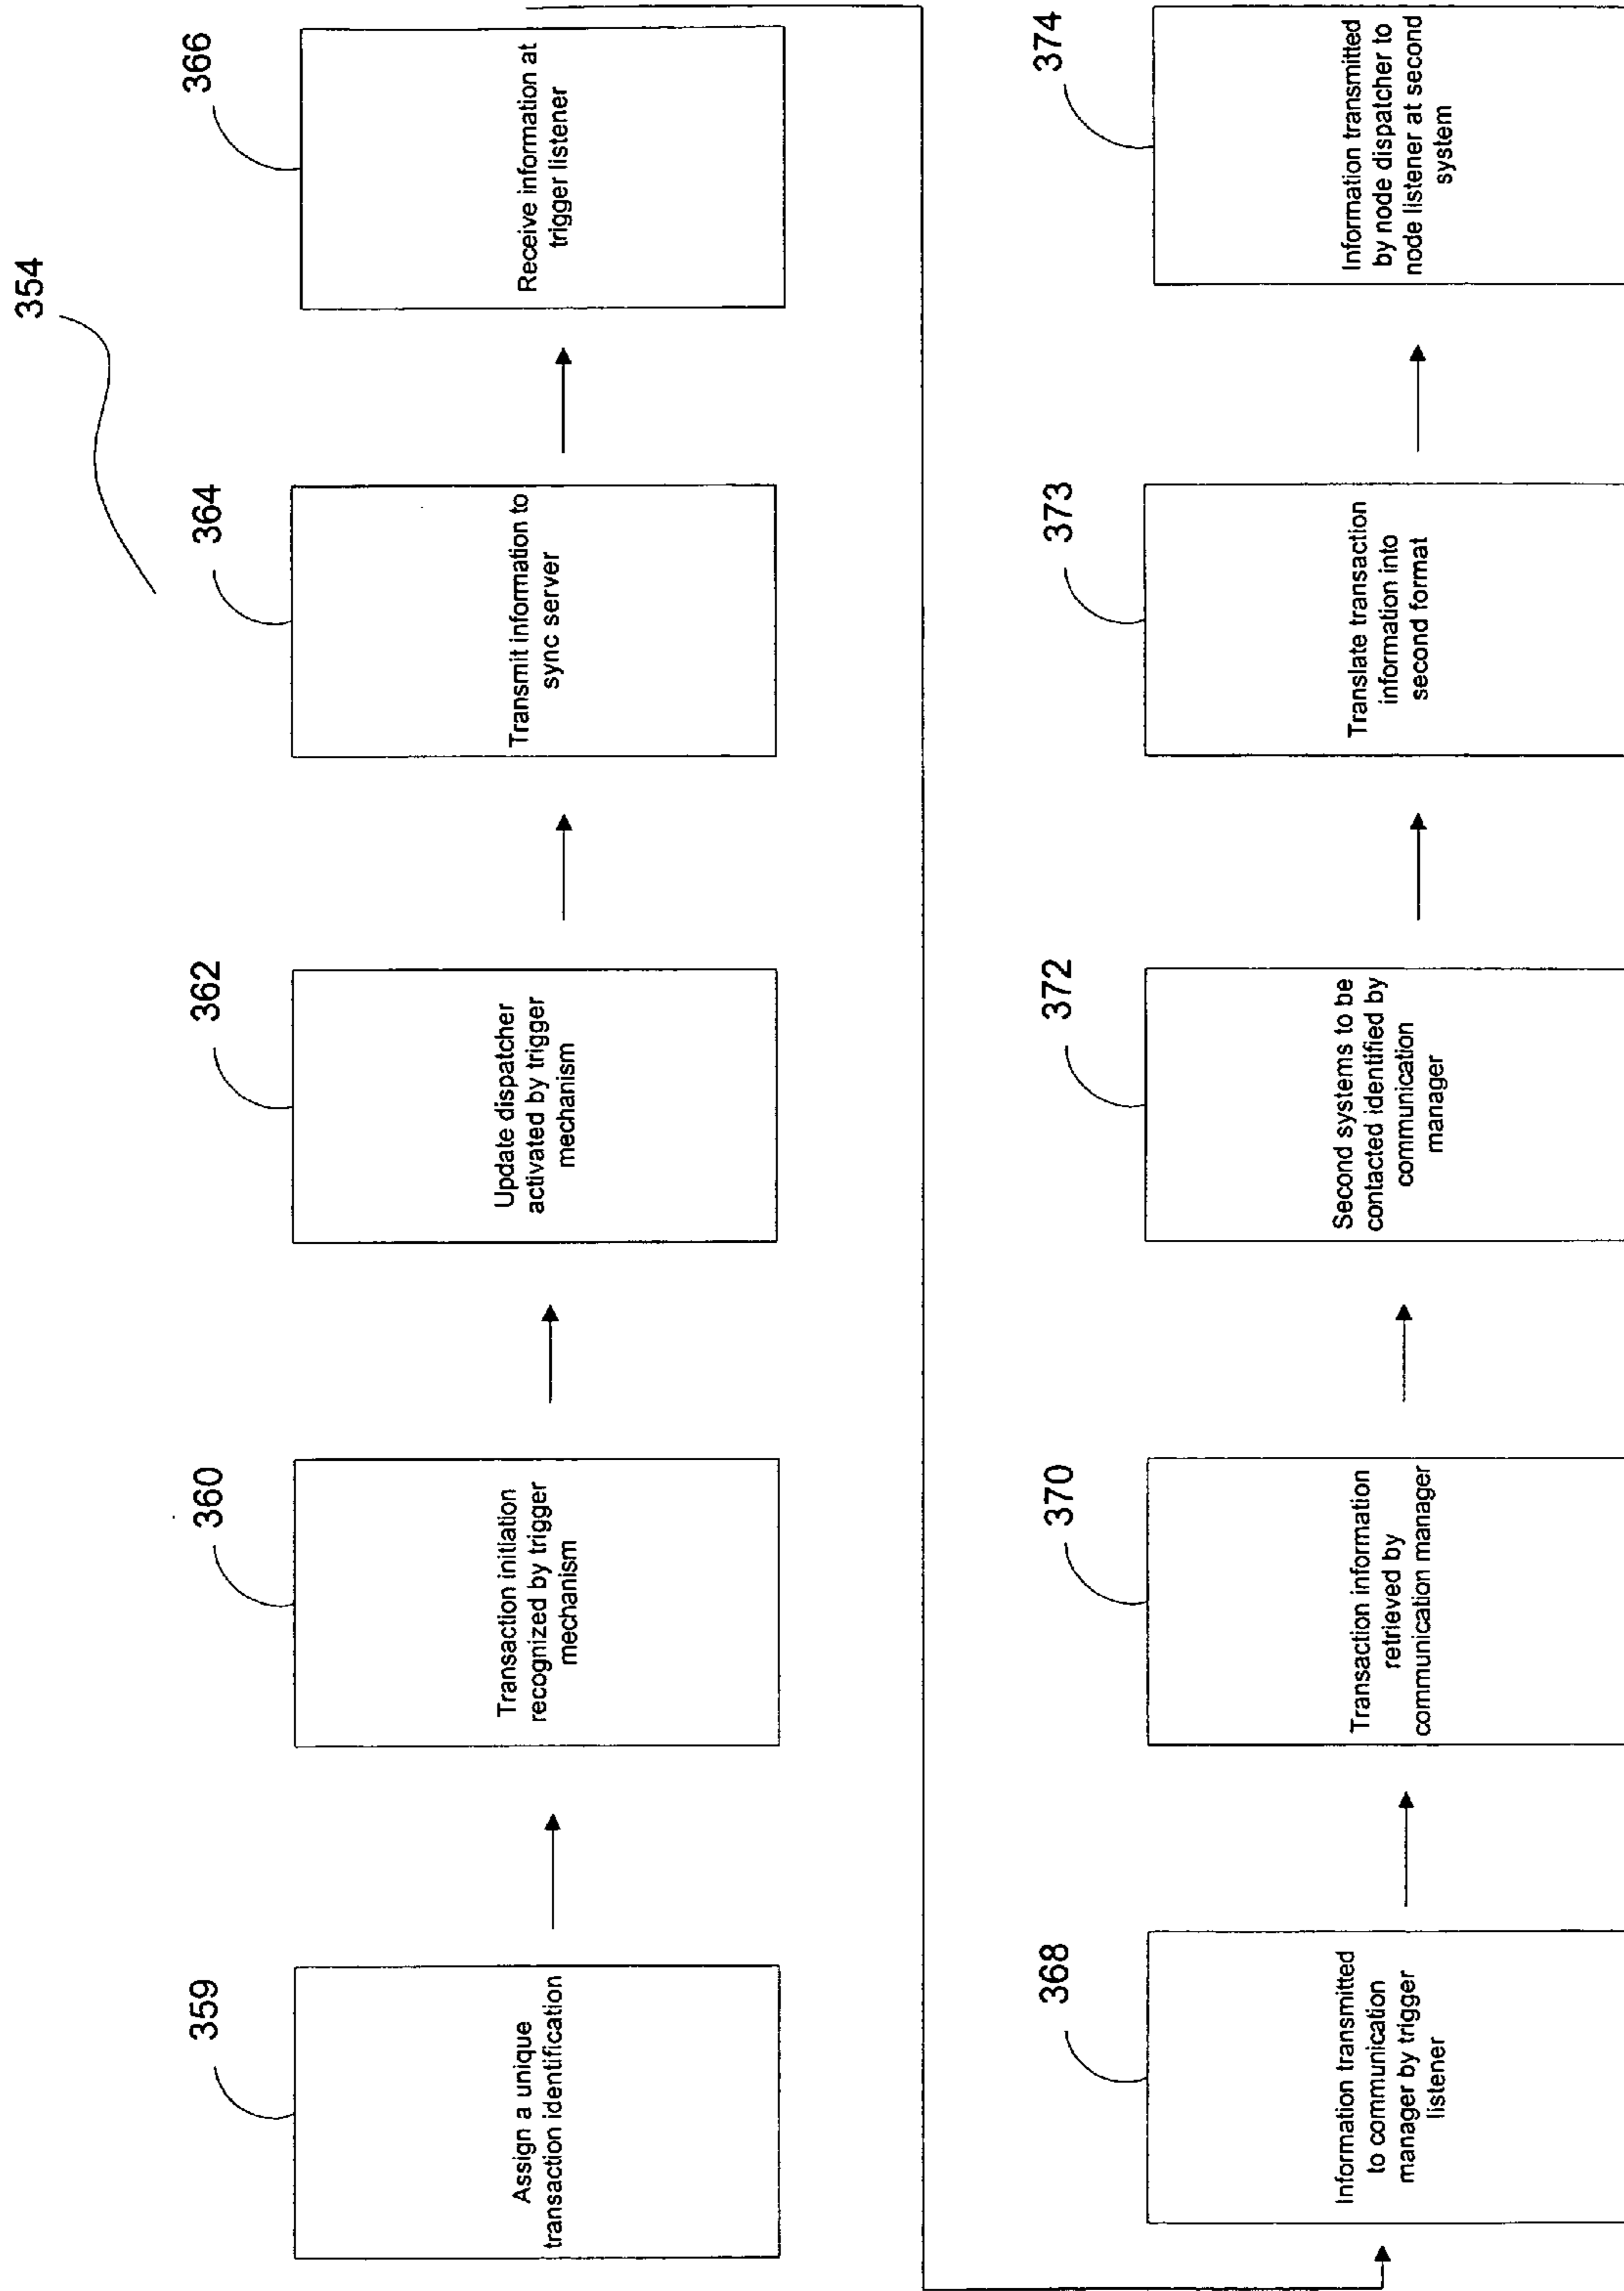 354
359
Assign a unique
transaction identification
360
Transaction initiation
recognized by trigger
mechanism
362
Update dispatcher
activated by trigger
mechanism
364
Transmit information to
sync server
366
Receive information at
trigger listener
368
Information transmitted
to communication
manager by trigger
listener
370
Transaction information
retrieved by
communication manager
372
Second systems to be
contacted identified by
communication
manager
373
Translate transaction
information into
second format
374
Information transmitted
by node dispatcher to
node listener at second
system